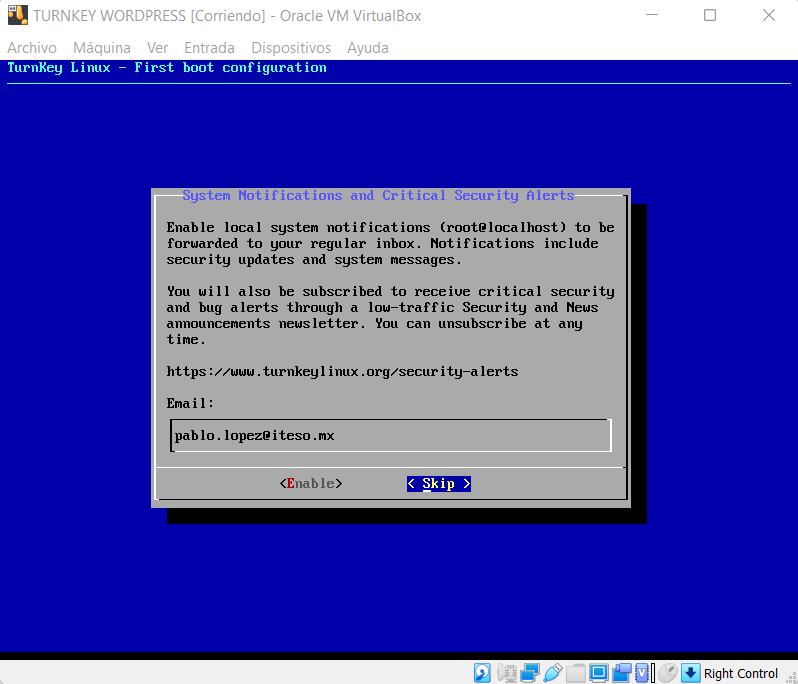 TURNKEY WORDPRESS [Corriendo] - Oracle VM VirtualBox
Archivo Máquina Ver Entrada Dispositivos Ayuda
TurnKey Linux - First boot configuration
System Notifications and Critical Security Alerts
Enable local system notifications (root@localhost) to be
forwarded to your regular inbox. Notifications include
security updates and system messages.
You will also be subscribed to receive critical security
and bug alerts through a low-traffic Security and News
announcements newsletter. You can unsubscribe at any
time.
https://www.turnkeylinux.org/security-alerts
Email:
pablo.lopez@iteso.mx
<Enable> < Skip >
Right Control